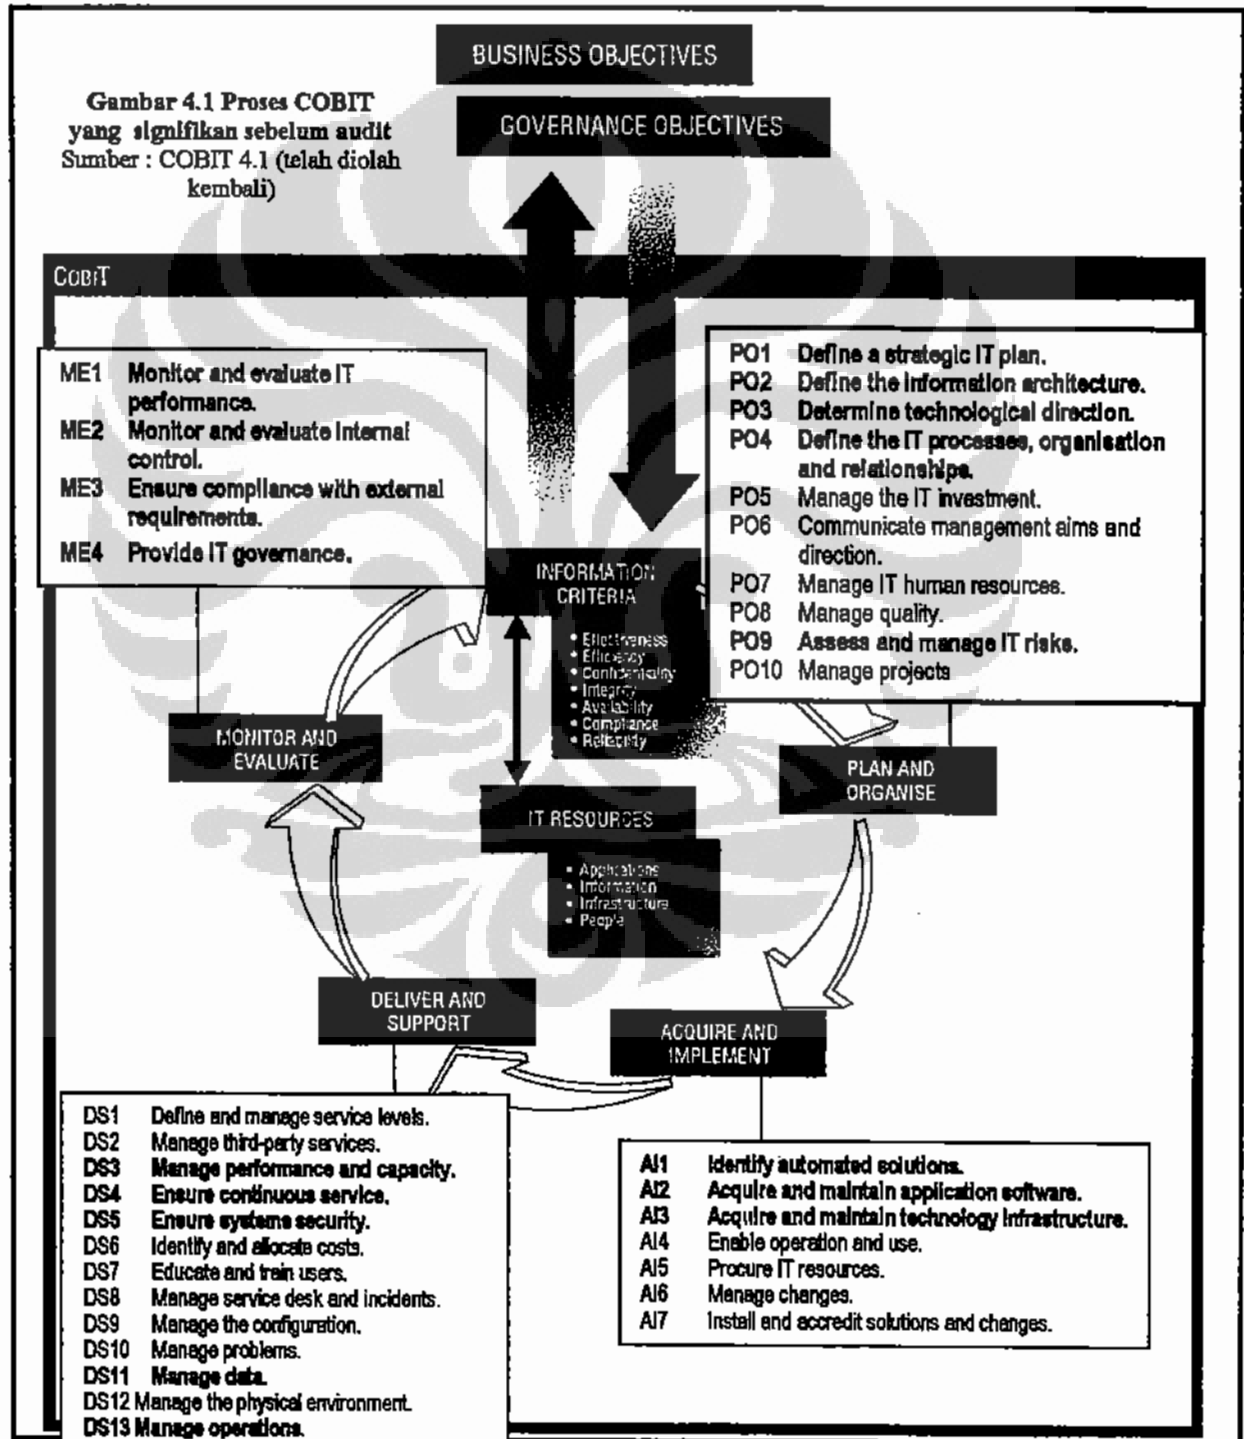 BUSINESS OBJECTIVES
GOVERNANCE OBJECTIVES
Gambar 4.1 Proses COBIT
yang signifikan sebelum audit
Sumber : COBIT 4.1 (telah diolah
kembali)
COBIT
ME1 Monitor and evaluate IT
performance.
ME2 Monitor and evaluate internal
control.
ME3 Ensure compliance with external
requirements.
ME4 Provide IT governance.
PO1 Define a strategic IT plan.
PO2 Define the information architecture.
PO3 Determine technological direction.
PO4 Define the IT processes, organisation
and relationships.
PO5 Manage the IT investment.
PO6 Communicate management aims and
direction.
PO7 Manage IT human resources.
PO8 Manage quality.
PO9 Assess and manage IT risks.
PO10 Manage projects
INFORMATION
CRITERIA
• Effectiveness
• Efficiency
• Confidentiality
• Integrity
• Availability
• Compliance
• Reliability
MONITOR AND
EVALUATE
PLAN AND
ORGANISE
IT RESOURCES
• Applications
• Information
• Infrastructure
• People
DELIVER AND
SUPPORT
ACQUIRE AND
IMPLEMENT
DS1 Define and manage service levels.
DS2 Manage third-party services.
DS3 Manage performance and capacity.
DS4 Ensure continuous service.
DS5 Ensure systems security.
DS6 Identify and allocate costs.
DS7 Educate and train users.
DS8 Manage service desk and incidents.
DS9 Manage the configuration.
DS10 Manage problems.
DS11 Manage data.
DS12 Manage the physical environment.
DS13 Manage operations.
AI1 Identify automated solutions.
AI2 Acquire and maintain application software.
AI3 Acquire and maintain technology infrastructure.
AI4 Enable operation and use.
AI5 Procure IT resources.
AI6 Manage changes.
AI7 Install and accredit solutions and changes.